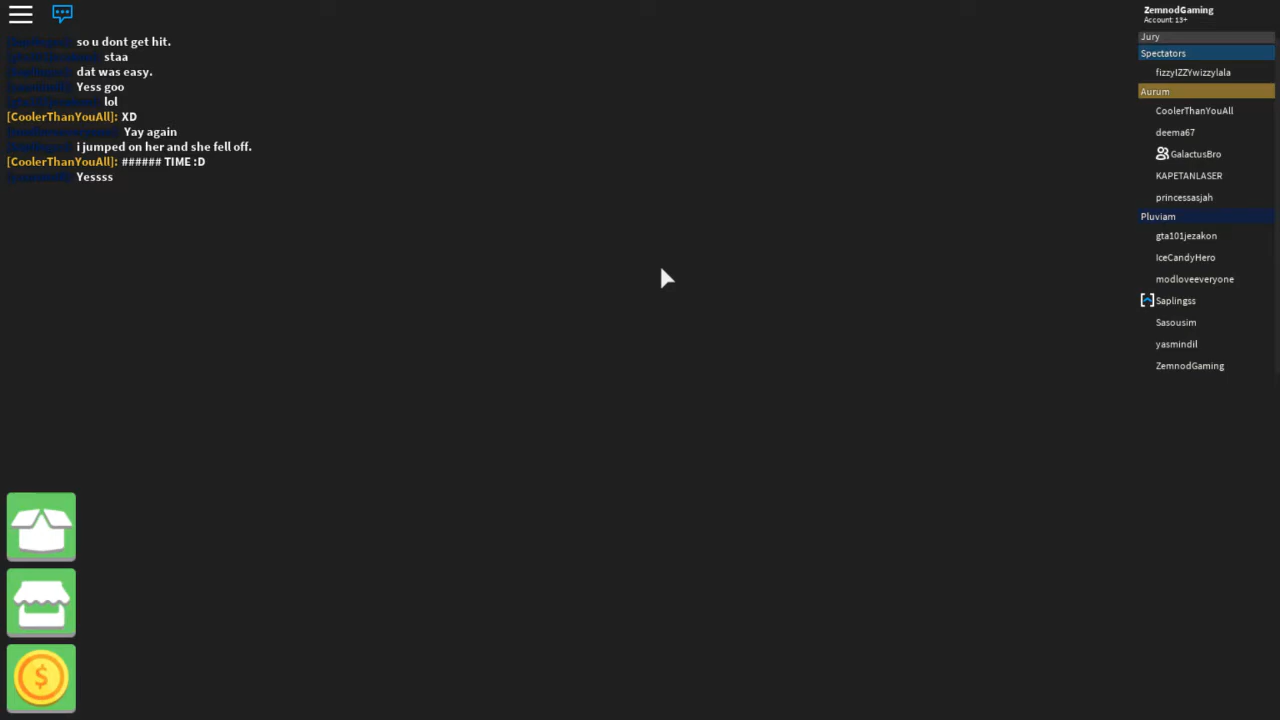 so u dont get hit.
staa
dat was easy.
Yess goo
lol
[CoolerThanYouAll]: XD
Yay again
i jumped on her and she fell off.
[CoolerThanYouAll]: ###### TIME :D
Yessss
ZemnodGaming
Account: 13+
Jury
Spectators
fizzyIZZYwizzylala
Aurum
CoolerThanYouAll
deema67
GalactusBro
KAPETANLASER
princessasjah
Pluviam
gta101jezakon
IceCandyHero
modloveeveryone
Saplingss
Sasousim
yasmindil
ZemnodGaming
$